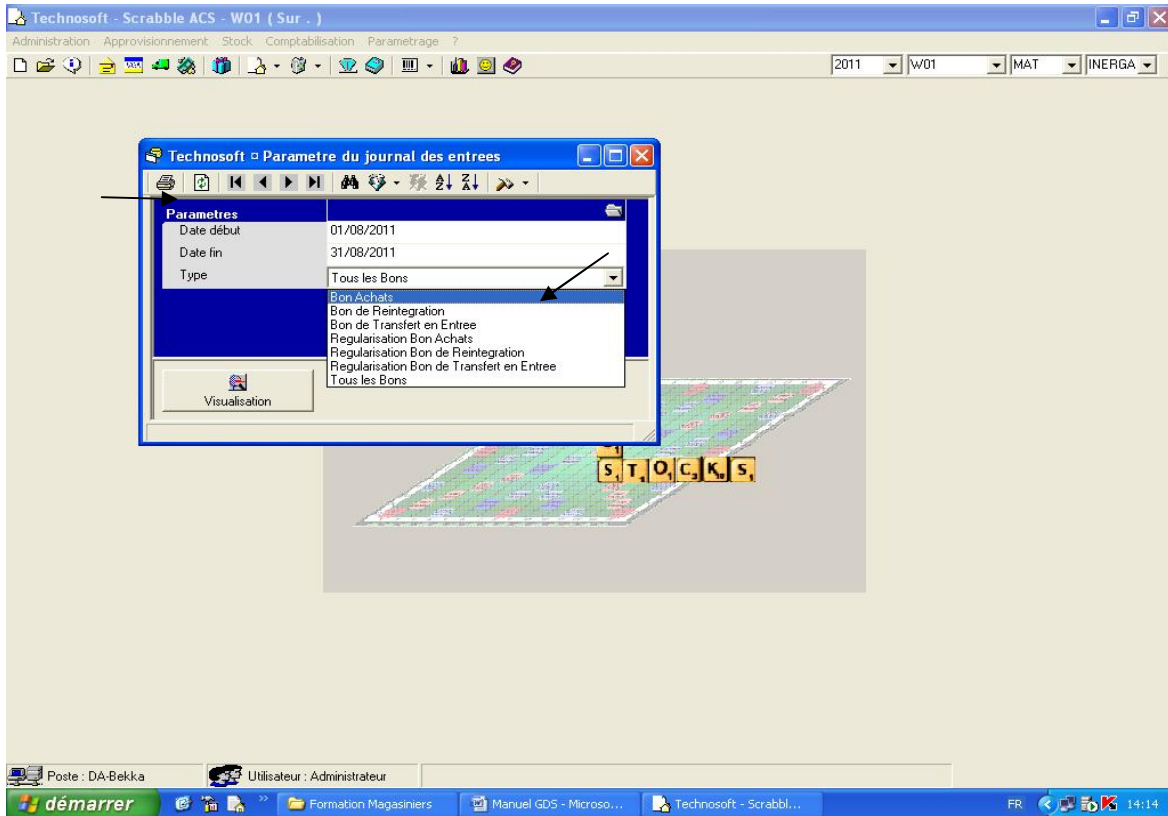 Technosoft - Scrabble ACS - W01 ( Sur . )
Administration Approvisionnement Stock Comptabilisation Parametrage ?
2011 W01 MAT INERGA
Technosoft ¤ Parametre du journal des entrees
Parametres
Date début 01/08/2011
Date fin 31/08/2011
Type Tous les Bons
Bon Achats
Bon de Reintegration
Bon de Transfert en Entree
Regularisation Bon Achats
Regularisation Bon de Reintegration
Regularisation Bon de Transfert en Entree
Tous les Bons
Visualisation
STOCKS
Poste : DA-Bekka Utilisateur : Administrateur
démarrer Formation Magasiniers Manuel GDS - Microso... Technosoft - Scrabbl... FR 14:14